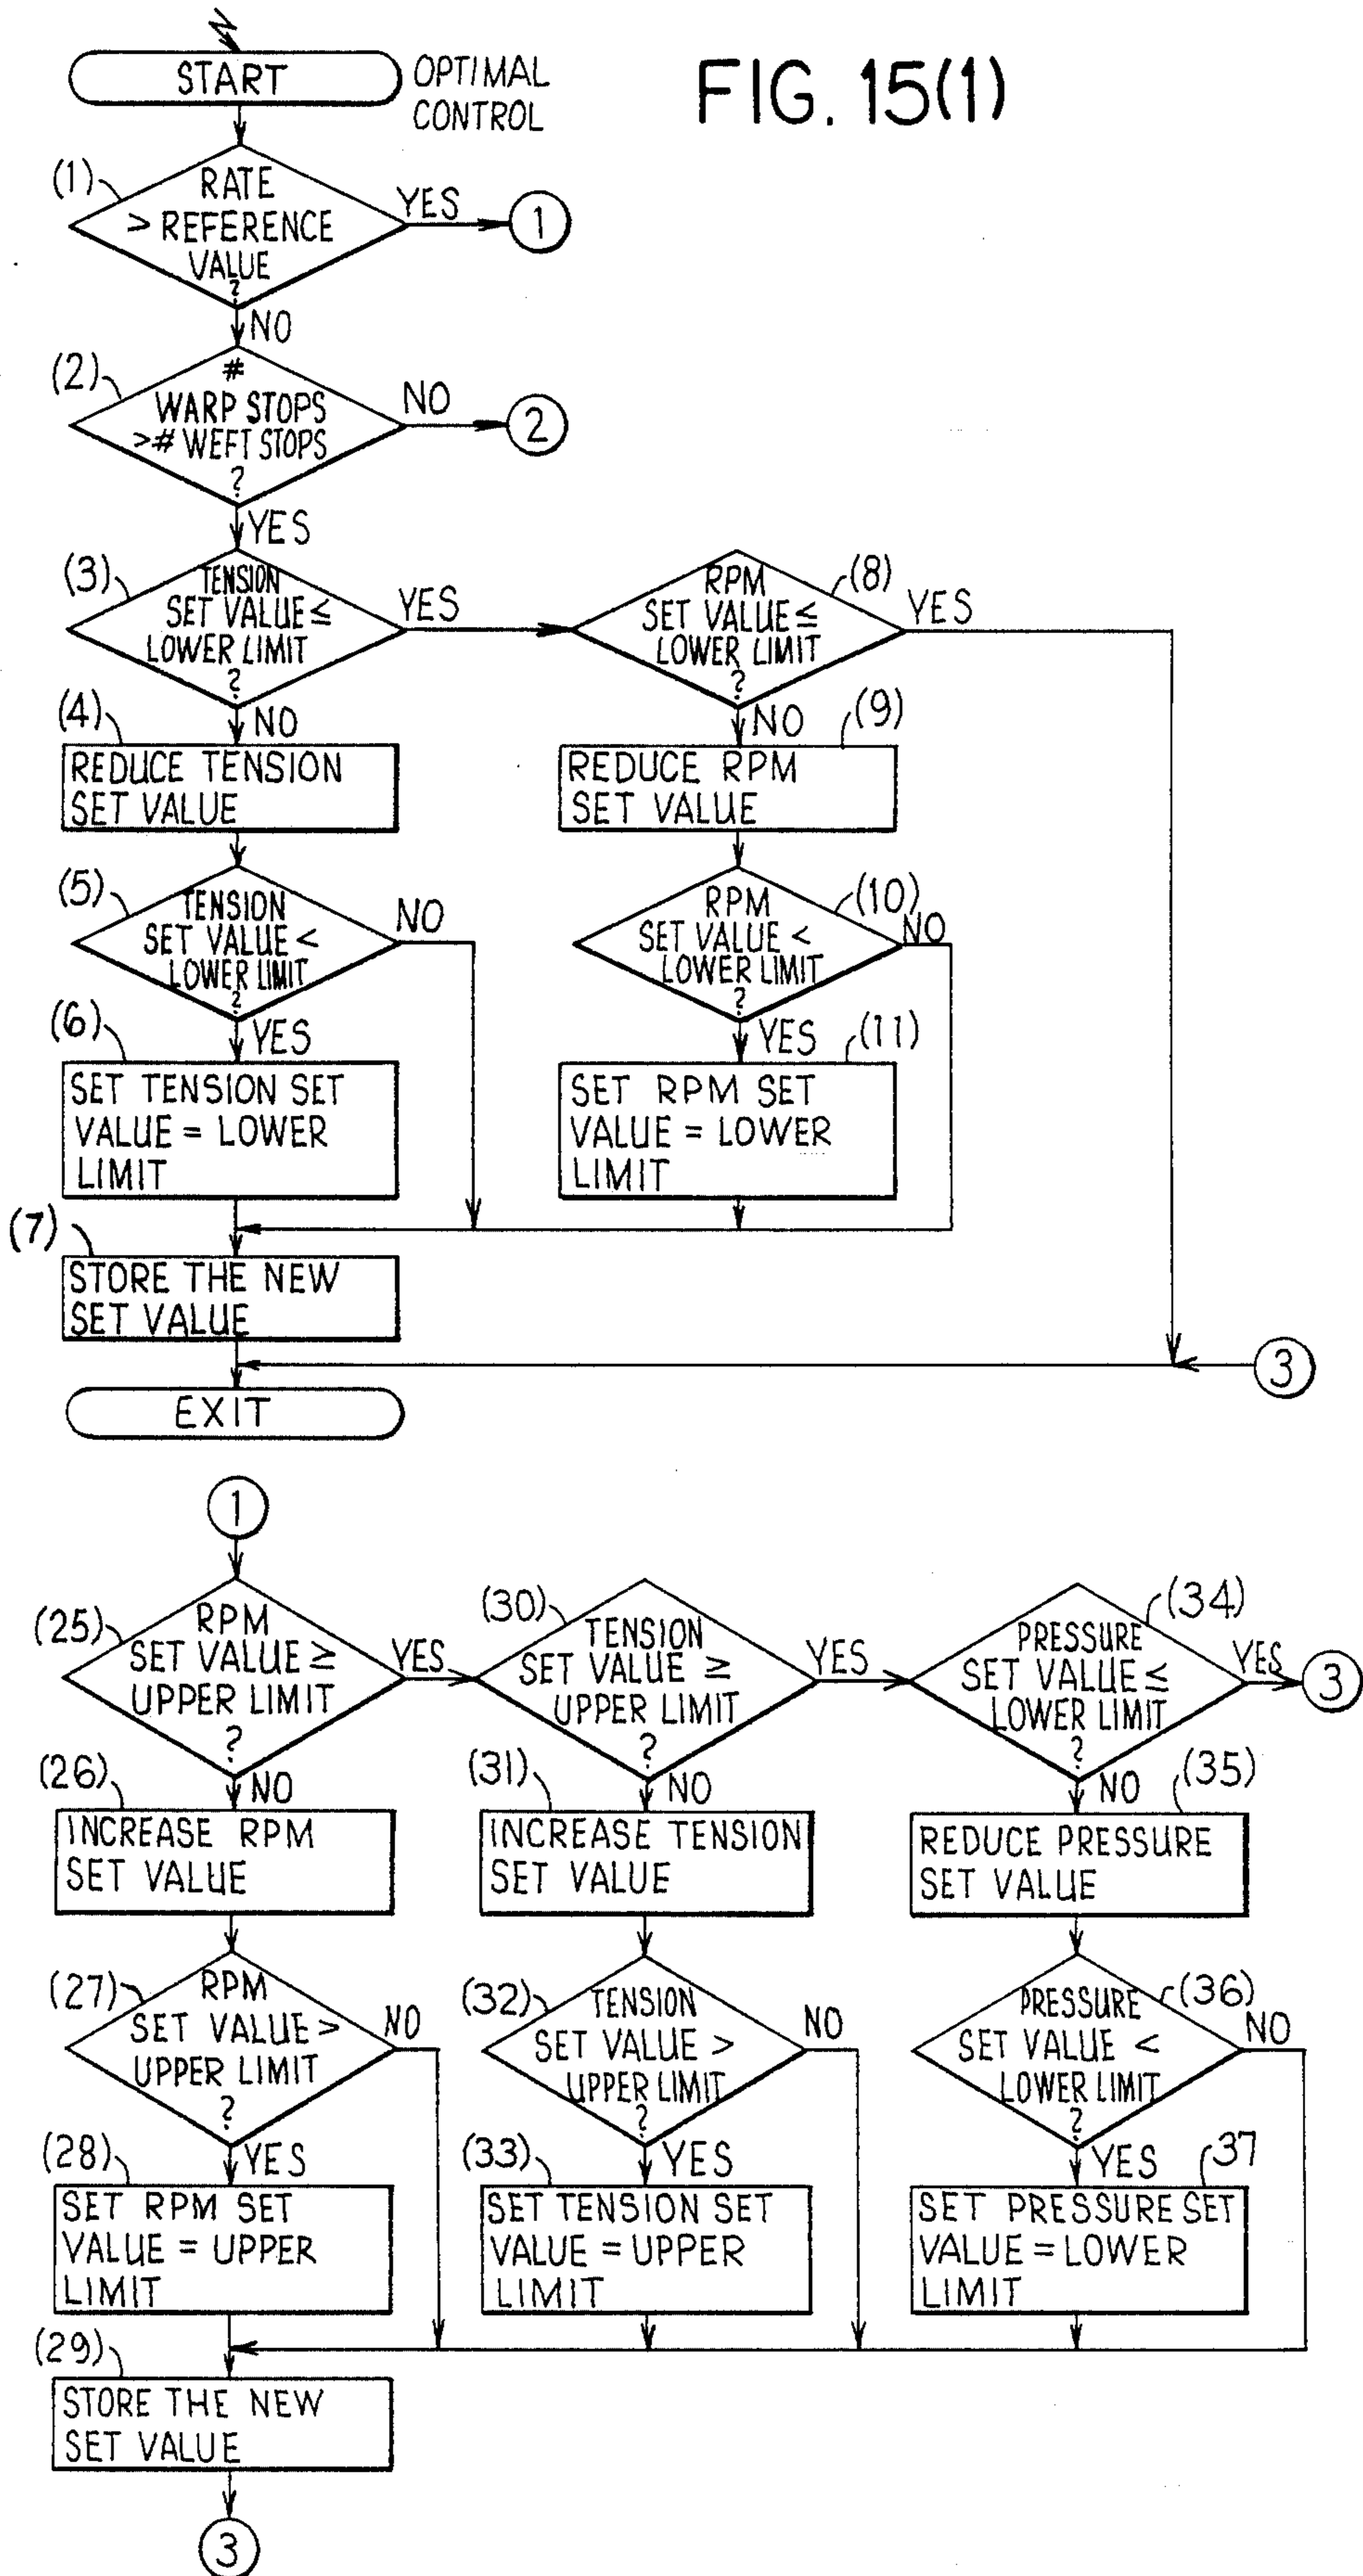 FIG. 15(1)
START
OPTIMAL
CONTROL
(1)
RATE
> REFERENCE
VALUE
?
YES
1
NO
(2)
#
WARP STOPS
># WEFT STOPS
?
NO
2
YES
(3)
TENSION
SET VALUE ≤
LOWER LIMIT
?
YES
(8)
RPM
SET VALUE ≤
LOWER LIMIT
?
YES
NO
NO
(4)
REDUCE TENSION
SET VALUE
(9)
REDUCE RPM
SET VALUE
(5)
TENSION
SET VALUE <
LOWER LIMIT
?
NO
(10)
RPM
SET VALUE <
LOWER LIMIT
?
NO
YES
YES
(6)
SET TENSION SET
VALUE = LOWER
LIMIT
(11)
SET RPM SET
VALUE = LOWER
LIMIT
(7)
STORE THE NEW
SET VALUE
3
EXIT
1
(25)
RPM
SET VALUE ≥
UPPER LIMIT
?
YES
(30)
TENSION
SET VALUE ≥
UPPER LIMIT
?
YES
(34)
PRESSURE
SET VALUE ≤
LOWER LIMIT
?
YES
3
NO
NO
NO
(26)
INCREASE RPM
SET VALUE
(31)
INCREASE TENSION
SET VALUE
(35)
REDUCE PRESSURE
SET VALUE
(27)
RPM
SET VALUE >
UPPER LIMIT
?
NO
(32)
TENSION
SET VALUE >
UPPER LIMIT
?
NO
(36)
PRESSURE
SET VALUE <
LOWER LIMIT
?
NO
YES
YES
YES
(28)
SET RPM SET
VALUE = UPPER
LIMIT
(33)
SET TENSION SET
VALUE = UPPER
LIMIT
37
SET PRESSURE SET
VALUE = LOWER
LIMIT
(29)
STORE THE NEW
SET VALUE
3